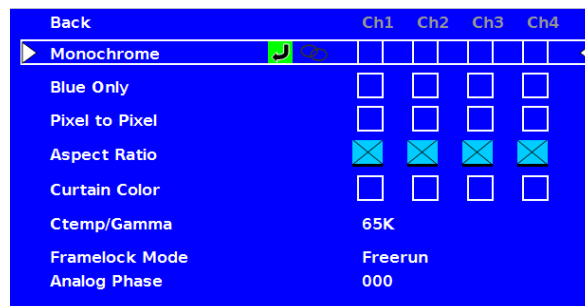 Back Ch1 Ch2 Ch3 Ch4
Monochrome
Blue Only
Pixel to Pixel
Aspect Ratio
Curtain Color
Ctemp/Gamma 65K
Framelock Mode Freerun
Analog Phase 000